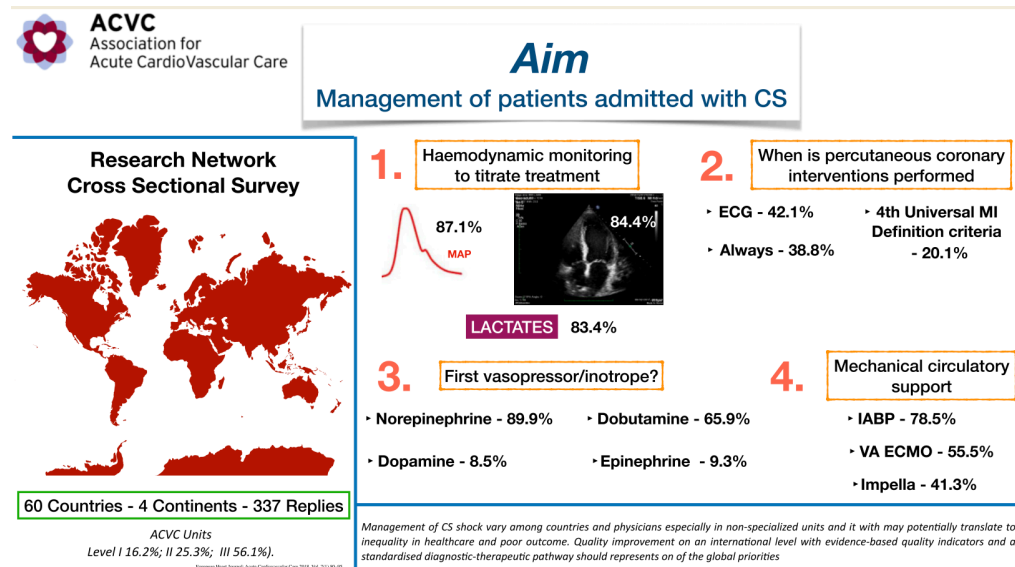 ACVC
Association for
Acute CardioVascular Care
Aim
Management of patients admitted with CS
Research Network
Cross Sectional Survey
60 Countries - 4 Continents - 337 Replies
ACVC Units
Level I 16.2%; II 25.3%; III 56.1%).
1.
Haemodynamic monitoring
to titrate treatment
87.1%
MAP
84.4%
LACTATES 83.4%
2.
When is percutaneous coronary
interventions performed
‣ ECG - 42.1%
‣ Always - 38.8%
‣ 4th Universal MI
Definition criteria
- 20.1%
3.
First vasopressor/inotrope?
‣ Norepinephrine - 89.9%
‣ Dobutamine - 65.9%
‣ Dopamine - 8.5%
‣ Epinephrine - 9.3%
4.
Mechanical circulatory
support
‣ IABP - 78.5%
‣ VA ECMO - 55.5%
‣ Impella - 41.3%
Management of CS shock vary among countries and physicians especially in non-specialized units and it with may potentially translate to
inequality in healthcare and poor outcome. Quality improvement on an international level with evidence-based quality indicators and a
standardised diagnostic-therapeutic pathway should represents on of the global priorities